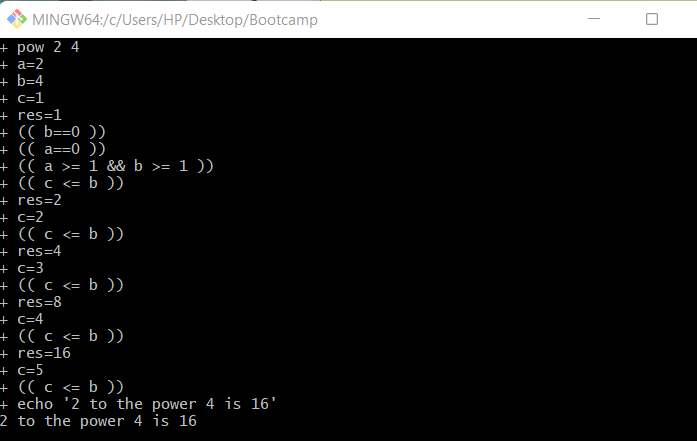 MINGW64:/c/Users/HP/Desktop/Bootcamp
+ pow 2 4
+ a=2
+ b=4
+ c=1
+ res=1
+ (( b==0 ))
+ (( a==0 ))
+ (( a >= 1 && b >= 1 ))
+ (( c <= b ))
+ res=2
+ c=2
+ (( c <= b ))
+ res=4
+ c=3
+ (( c <= b ))
+ res=8
+ c=4
+ (( c <= b ))
+ res=16
+ c=5
+ (( c <= b ))
+ echo '2 to the power 4 is 16'
2 to the power 4 is 16